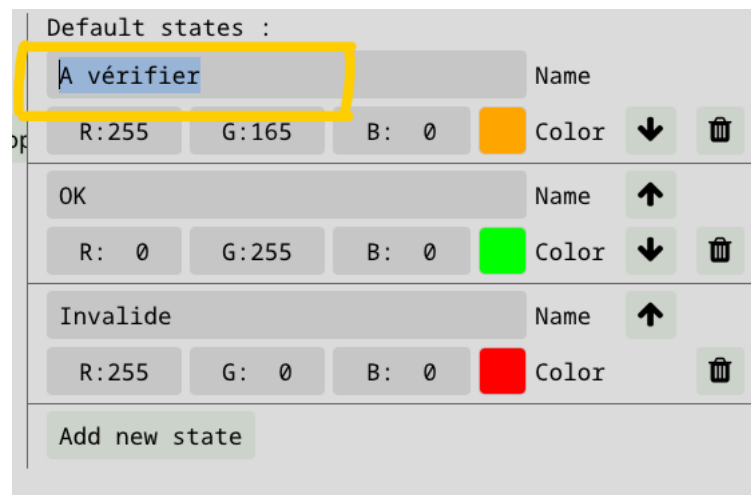 Default states :
A vérifier Name
R:255 G:165 B: 0 Color
OK Name
R: 0 G:255 B: 0 Color
Invalide Name
R:255 G: 0 B: 0 Color
Add new state